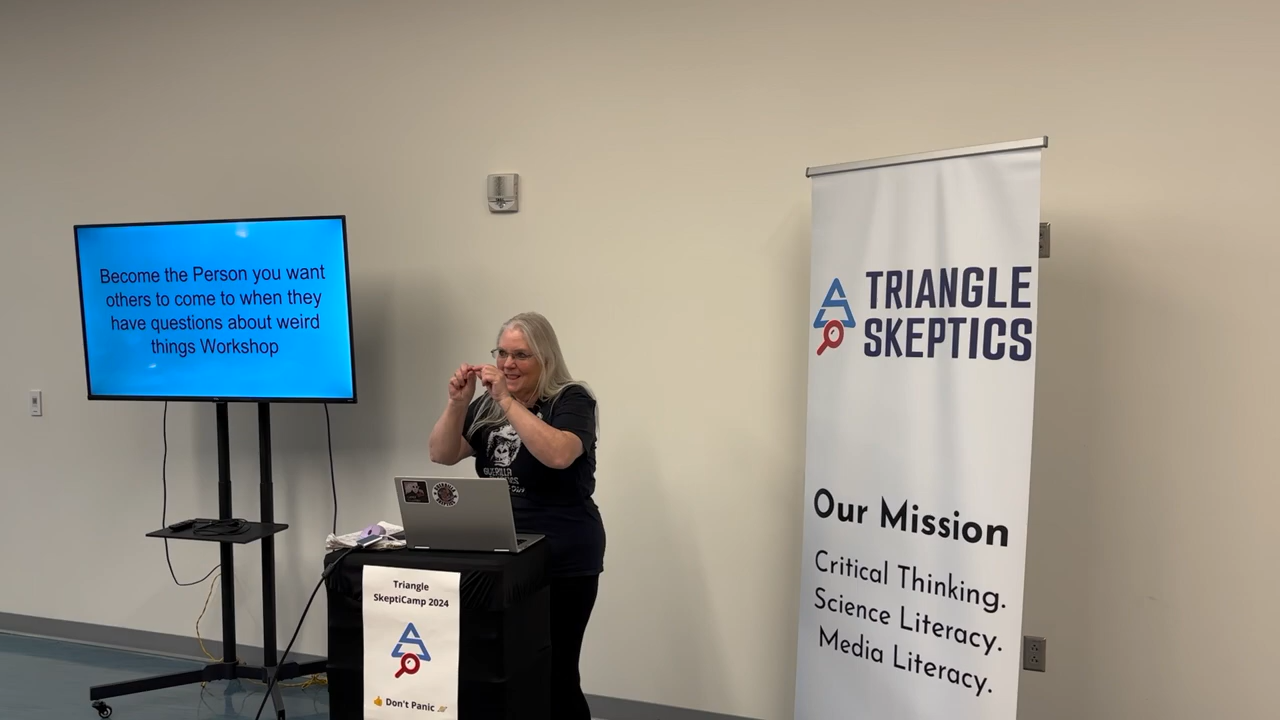 Become the Person you want
others to come to when they
have questions about weird
things Workshop
TRIANGLE
SKEPTICS
Our Mission
Critical Thinking.
Science Literacy.
Media Literacy.
Triangle
SkeptiCamp 2024
Don't Panic
GUERILLA